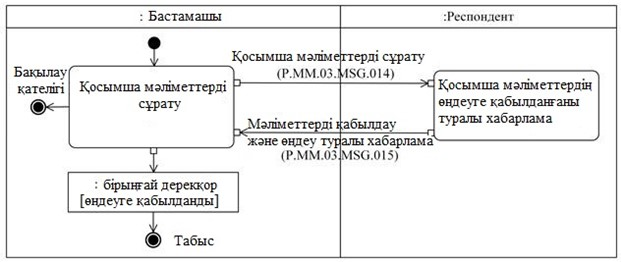 : Бастамашы
:Респондент
Қосымша мәліметтерді сұрату
(P.MM.03.MSG.014)
Бақылау
қателігі
Қосымша мәліметтерді
сұрату
Қосымша мәліметтердің
өңдеуге қабылданғаны
туралы хабарлама
Мәліметтерді қабылдау
және өңдеу туралы хабарлама
(P.MM.03.MSG.015)
: бірыңғай дерекқор
[өңдеуге қабылданды]
Табыс